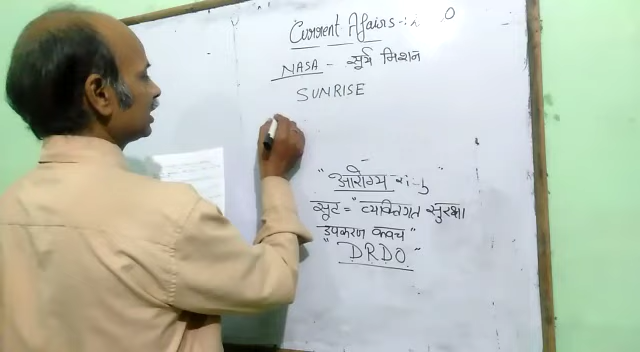 Current Affairs-:
NASA - सूर्य मिशन
SUNRISE
"आरोग्य
सूट = "व्यक्तिगत सुरक्षा
उपकरण कवच"
"DRDO"